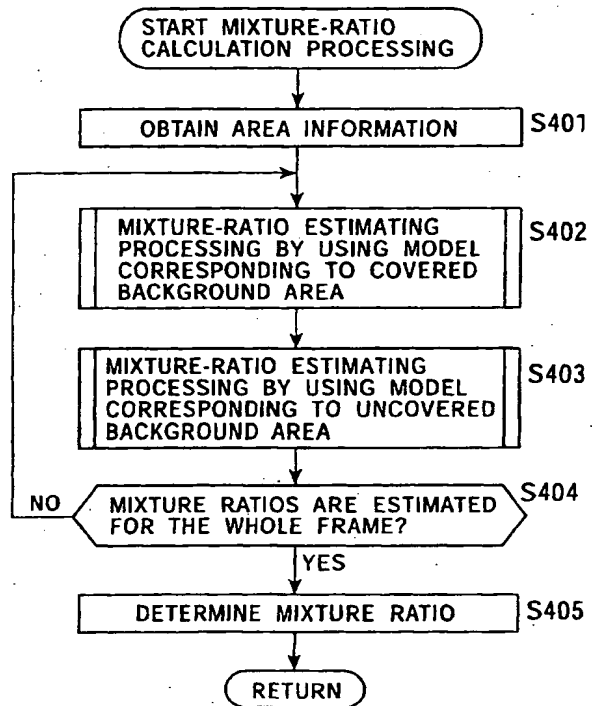 START MIXTURE-RATIO
CALCULATION PROCESSING
OBTAIN AREA INFORMATION
S401
MIXTURE-RATIO ESTIMATING
PROCESSING BY USING MODEL
CORRESPONDING TO COVERED
BACKGROUND AREA
S402
MIXTURE-RATIO ESTIMATING
PROCESSING BY USING MODEL
CORRESPONDING TO UNCOVERED
BACKGROUND AREA
S403
NO
MIXTURE RATIOS ARE ESTIMATED
FOR THE WHOLE FRAME?
S404
YES
DETERMINE MIXTURE RATIO
S405
RETURN